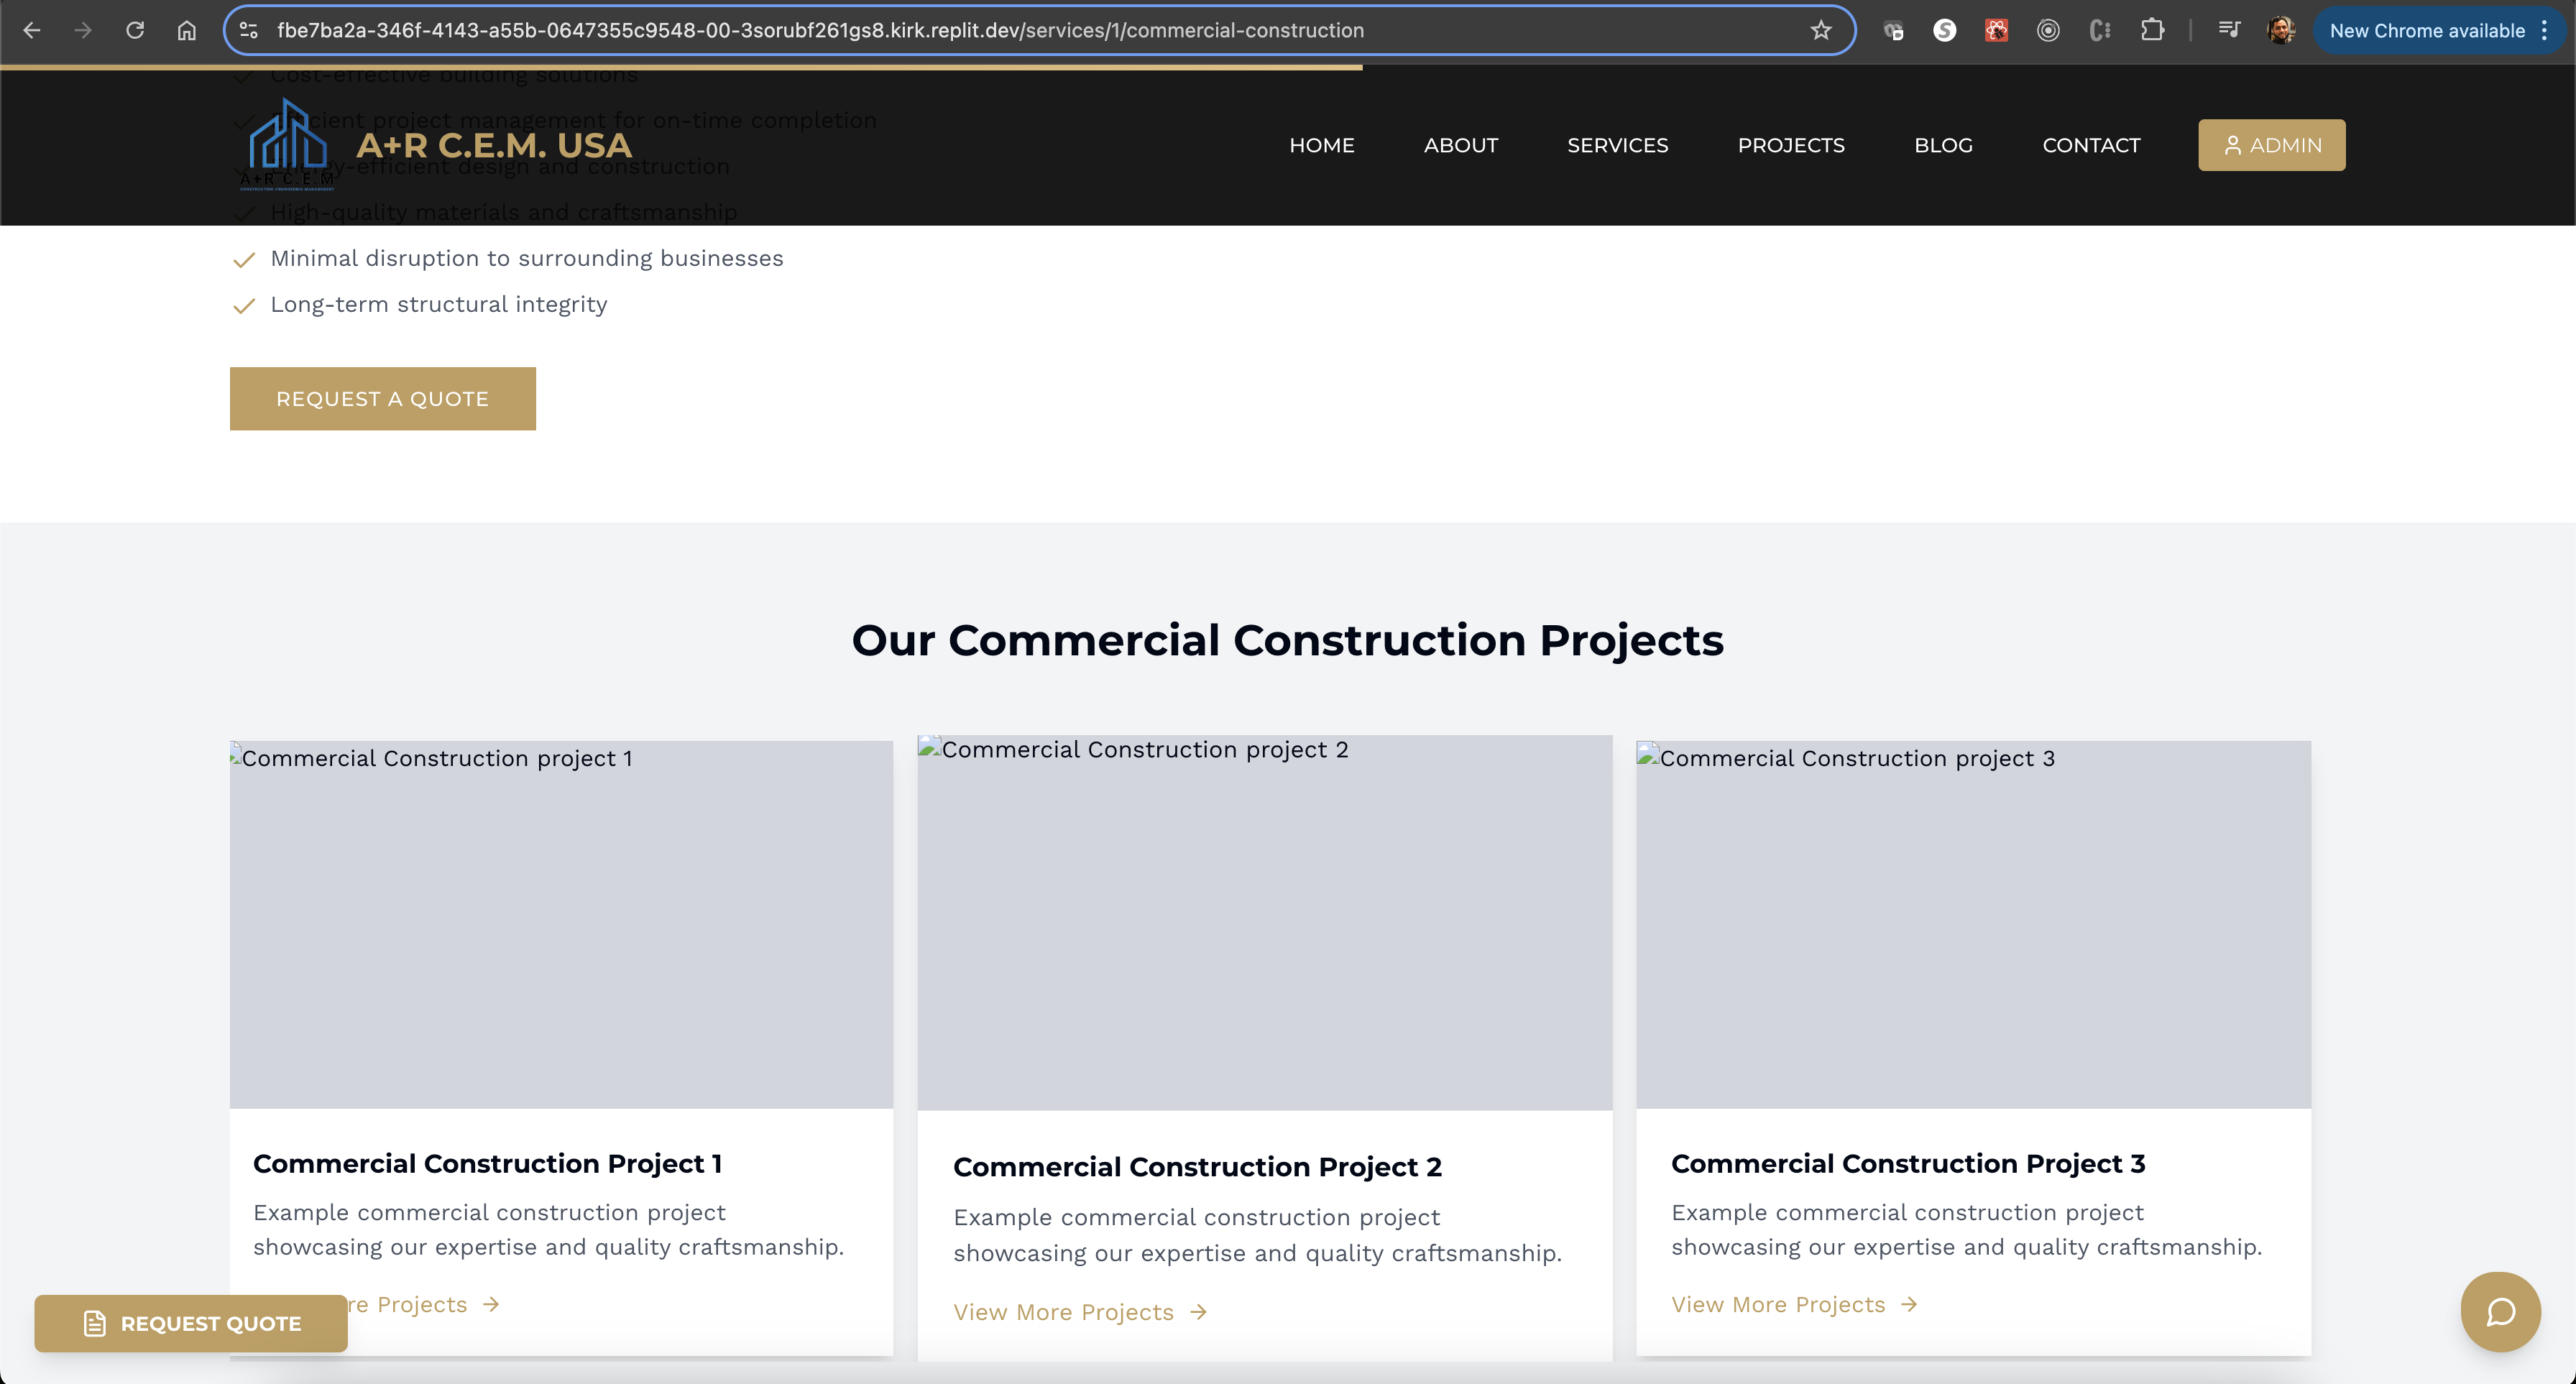 fbe7ba2a-346f-4143-a55b-0647355c9548-00-3sorubf261gs8.kirk.replit.dev/services/1/commercial-construction
New Chrome available
Cost-effective building solutions
Efficient project management for on-time completion
A+R C.E.M. USA
HOME
ABOUT
SERVICES
PROJECTS
BLOG
CONTACT
ADMIN
Energy-efficient design and construction
A+R C.E.M
High-quality materials and craftsmanship
Minimal disruption to surrounding businesses
Long-term structural integrity
REQUEST A QUOTE
Our Commercial Construction Projects
Commercial Construction project 1
Commercial Construction project 2
Commercial Construction project 3
Commercial Construction Project 1
Example commercial construction project
showcasing our expertise and quality craftsmanship.
re Projects
Commercial Construction Project 2
Example commercial construction project
showcasing our expertise and quality craftsmanship.
View More Projects
Commercial Construction Project 3
Example commercial construction project
showcasing our expertise and quality craftsmanship.
View More Projects
REQUEST QUOTE